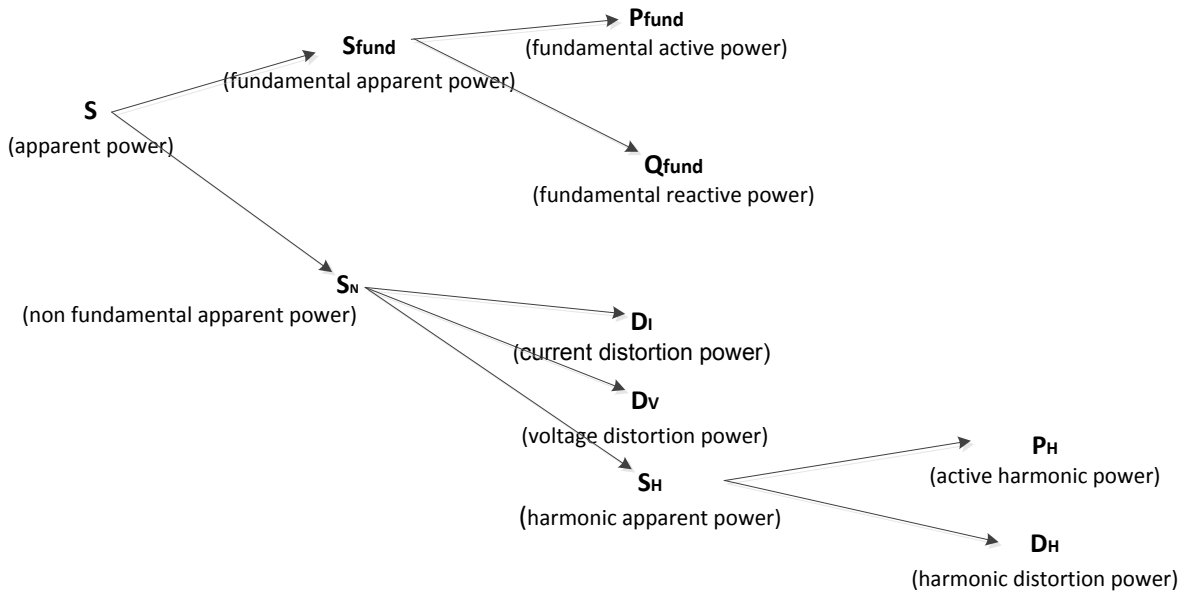 Pfund
(fundamental active power)
Sfund
(fundamental apparent power)
S
(apparent power)
Qfund
(fundamental reactive power)
SN
(non fundamental apparent power)
DI
(current distortion power)
DV
(voltage distortion power)
SH
(harmonic apparent power)
PH
(active harmonic power)
DH
(harmonic distortion power)